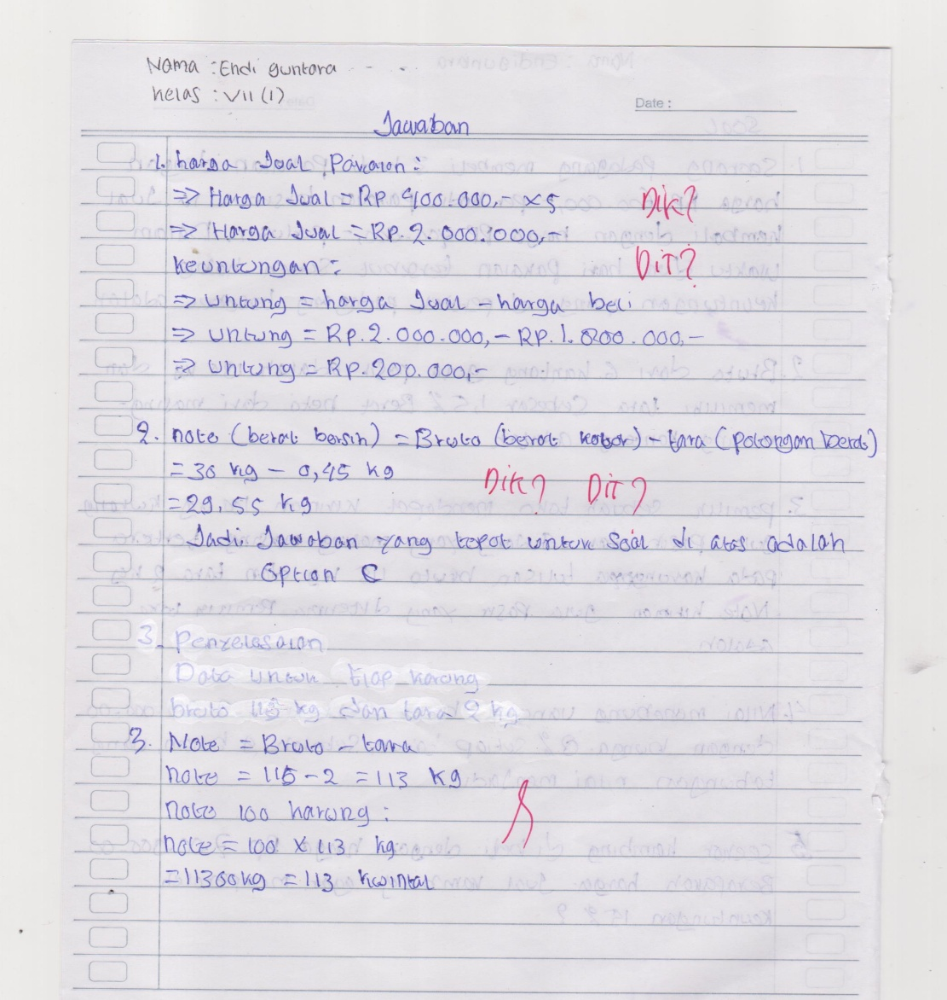 Nama : Endi guntara
kelas : VII (1)
Date :
Jawaban
1. harga Jual Pakaian :
=> Harga Jual = RP. 400.000,- x 5
Dik?
=> Harga Jual = RP. 2.000.000,-
Dit?
keuntungan :
=> untung = harga Jual - harga beli
=> untung = RP. 2.000.000,- RP. 1.800.000,-
=> untung = RP. 200.000,-
2. neto (berat bersih) = Bruto (berat kotor) - tara (potongan berat)
= 30 kg - 0,45 kg
Dik? Dit?
= 29,55 kg
Jadi Jawaban yang tepat untuk Soal di atas adalah
Option C
3. Penyelesaian
Data untuk tiap karung
bruto 115 kg dan tara 2 kg
3. Neto = Bruto - tara
neto = 115 - 2 = 113 kg
neto 100 karung :
neto = 100 x 113 kg
= 11300 kg = 113 kwintal